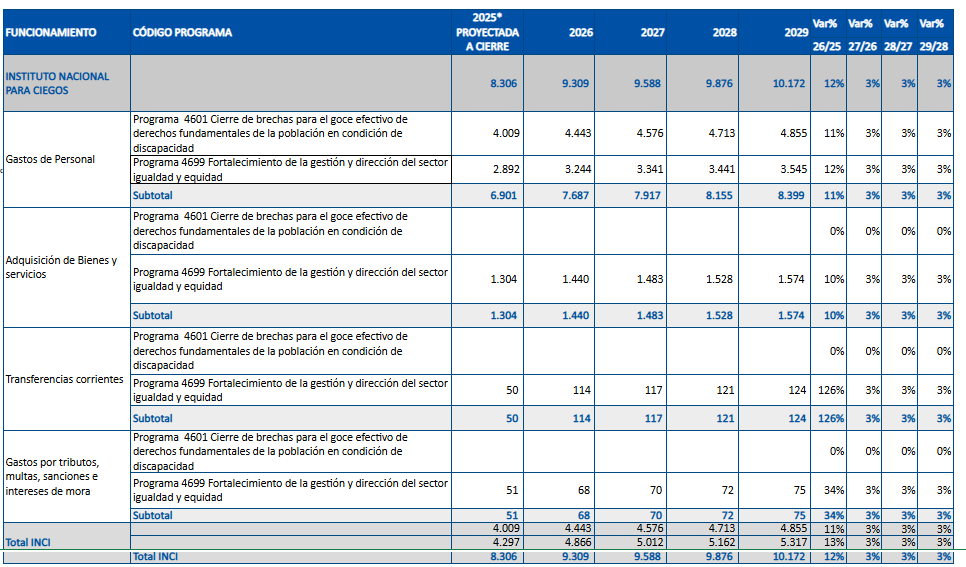 FUNCIONAMIENTO CÓDIGO PROGRAMA 2025* PROYECTADA A CIERRE 2026 2027 2028 2029 Var% 26/25 Var% 27/26 Var% 28/27 Var% 29/28
INSTITUTO NACIONAL PARA CIEGOS 8.306 9.309 9.588 9.876 10.172 12% 3% 3% 3%
Gastos de Personal
Programa 4601 Cierre de brechas para el goce efectivo de
derechos fundamentales de la población en condición de
discapacidad
4.009 4.443 4.576 4.713 4.855 11% 3% 3% 3%
Programa 4699 Fortalecimiento de la gestión y dirección del sector
igualdad y equidad
2.892 3.244 3.341 3.441 3.545 12% 3% 3% 3%
Subtotal 6.901 7.687 7.917 8.155 8.399 11% 3% 3% 3%
Adquisición de Bienes y
servicios
Programa 4601 Cierre de brechas para el goce efectivo de
derechos fundamentales de la población en condición de
discapacidad
0% 0% 0% 0%
Programa 4699 Fortalecimiento de la gestión y dirección del sector
igualdad y equidad
1.304 1.440 1.483 1.528 1.574 10% 3% 3% 3%
Subtotal 1.304 1.440 1.483 1.528 1.574 10% 3% 3% 3%
Transferencias corrientes
Programa 4601 Cierre de brechas para el goce efectivo de
derechos fundamentales de la población en condición de
discapacidad
0% 0% 0% 0%
Programa 4699 Fortalecimiento de la gestión y dirección del sector
igualdad y equidad
50 114 117 121 124 126% 3% 3% 3%
Subtotal 50 114 117 121 124 126% 3% 3% 3%
Gastos por tributos,
multas, sanciones e
intereses de mora
Programa 4601 Cierre de brechas para el goce efectivo de
derechos fundamentales de la población en condición de
discapacidad
0% 0% 0% 0%
Programa 4699 Fortalecimiento de la gestión y dirección del sector
igualdad y equidad
51 68 70 72 75 34% 3% 3% 3%
Subtotal 51 68 70 72 75 34% 3% 3% 3%
Total INCI
4.009 4.443 4.576 4.713 4.855 11% 3% 3% 3%
4.297 4.866 5.012 5.162 5.317 13% 3% 3% 3%
Total INCI 8.306 9.309 9.588 9.876 10.172 12% 3% 3% 3%